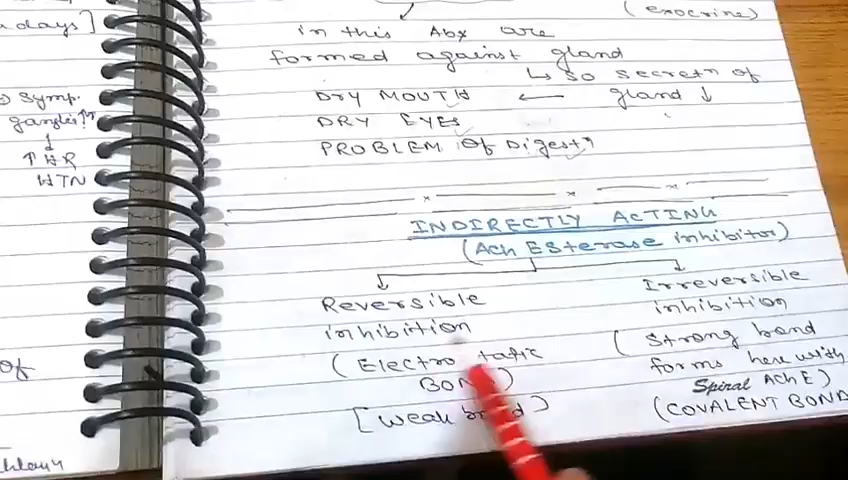 days]
Symp.
↑ HR
HTN
of
(exocrine)
in this Abx are
formed against gland
↳ so secretn of
gland ↓
DRY MOUTH ←
DRY EYES
PROBLEM of Digestn
INDIRECTLY ACTING
(Ach Esterase inhibitor)
Reversible
inhibition
(Electro tatic
BOND)
[weak bond]
Irreversible
inhibition
(Strong bond
forms here with
Spiral AchE)
(COVALENT BOND